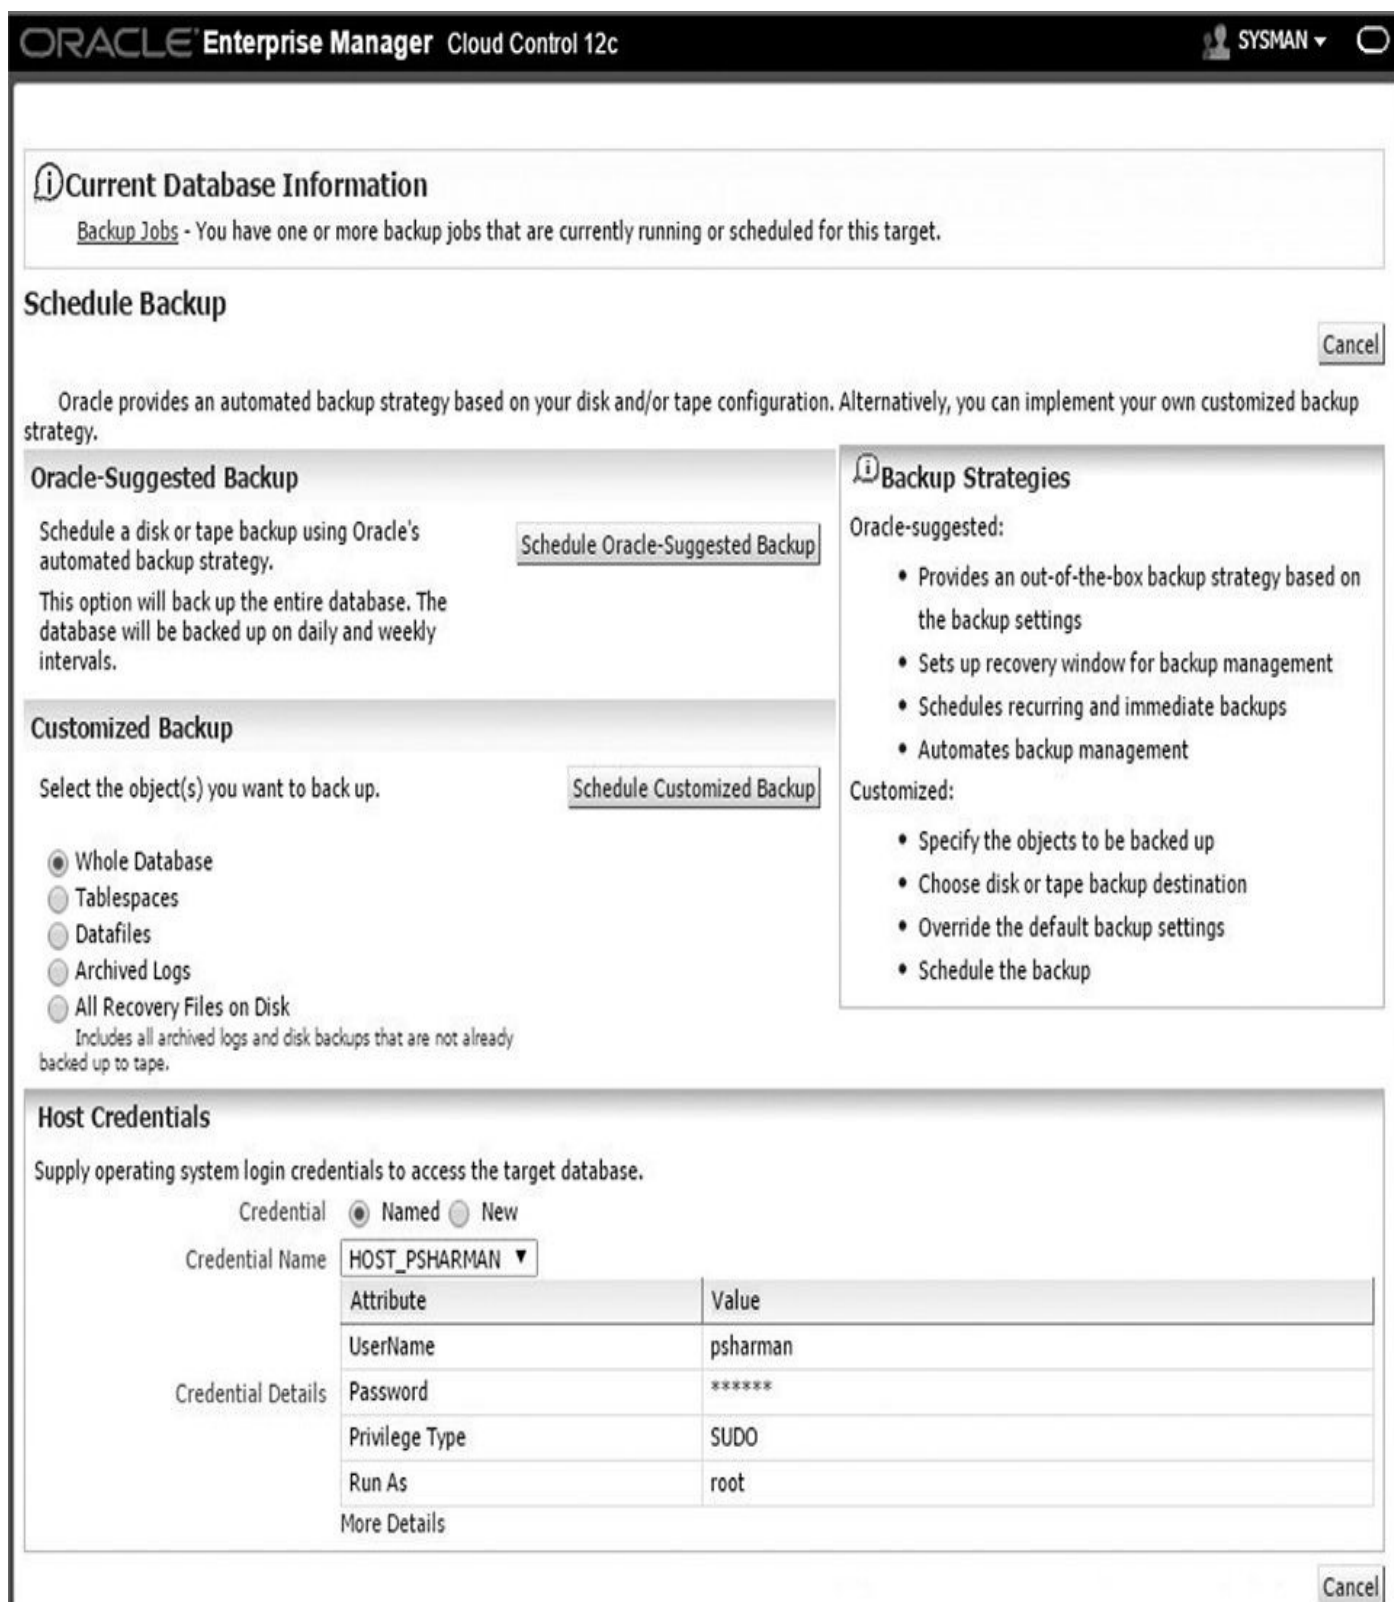 ORACLE Enterprise Manager Cloud Control 12c
SYSMAN
Current Database Information
Backup Jobs - You have one or more backup jobs that are currently running or scheduled for this target.
Schedule Backup
Cancel
Oracle provides an automated backup strategy based on your disk and/or tape configuration. Alternatively, you can implement your own customized backup
strategy.
Oracle-Suggested Backup
Schedule a disk or tape backup using Oracle's
automated backup strategy.
Schedule Oracle-Suggested Backup
This option will back up the entire database. The
database will be backed up on daily and weekly
intervals.
Customized Backup
Select the object(s) you want to back up.
Schedule Customized Backup
Whole Database
Tablespaces
Datafiles
Archived Logs
All Recovery Files on Disk
Includes all archived logs and disk backups that are not already
backed up to tape.
Backup Strategies
Oracle-suggested:
• Provides an out-of-the-box backup strategy based on
the backup settings
• Sets up recovery window for backup management
• Schedules recurring and immediate backups
• Automates backup management
Customized:
• Specify the objects to be backed up
• Choose disk or tape backup destination
• Override the default backup settings
• Schedule the backup
Host Credentials
Supply operating system login credentials to access the target database.
Credential Named New
Credential Name HOST_PSHARMAN
Attribute Value
UserName psharman
Credential Details Password ******
Privilege Type SUDO
Run As root
More Details
Cancel